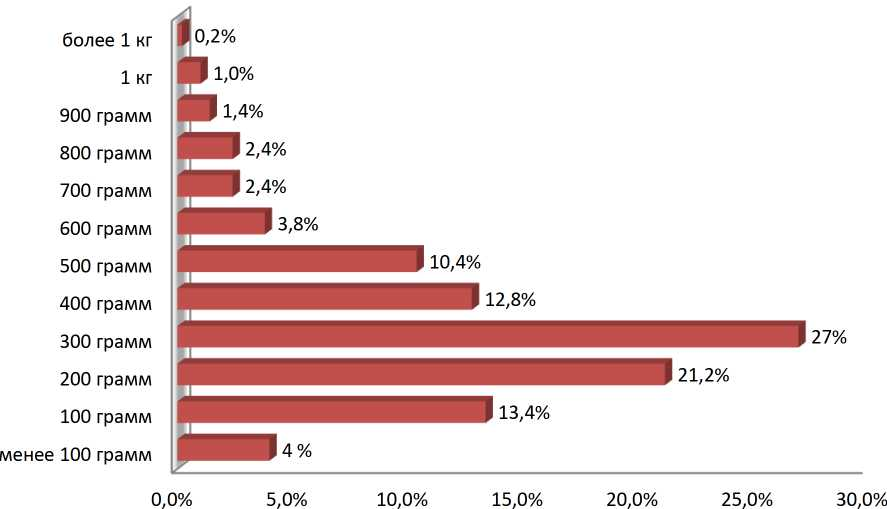 более 1 кг 0,2%
1 кг 1,0%
900 грамм 1,4%
800 грамм 2,4%
700 грамм 2,4%
600 грамм 3,8%
500 грамм 10,4%
400 грамм 12,8%
300 грамм 27%
200 грамм 21,2%
100 грамм 13,4%
менее 100 грамм 4 %
0,0% 5,0% 10,0% 15,0% 20,0% 25,0% 30,0%